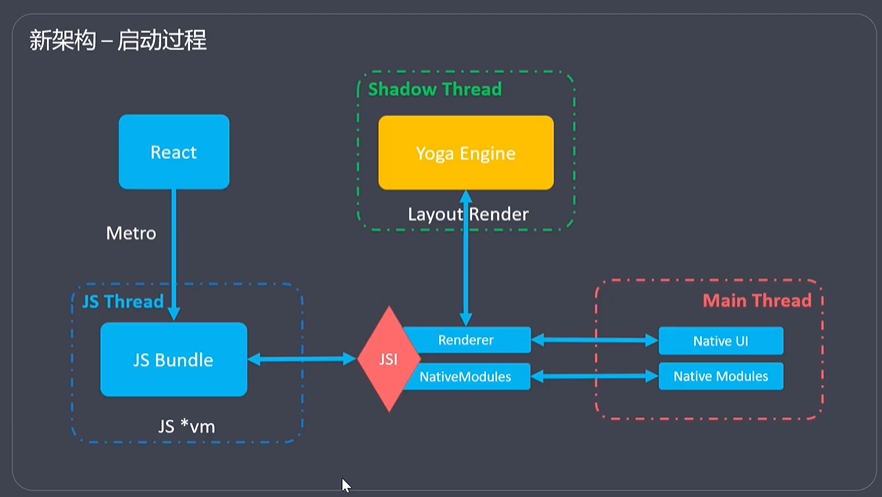 新架构 – 启动过程
Shadow Thread
React
Yoga Engine
Layout Render
Metro
JS Thread
Main Thread
JS Bundle
JSI
Renderer
Native UI
NativeModules
Native Modules
JS *vm